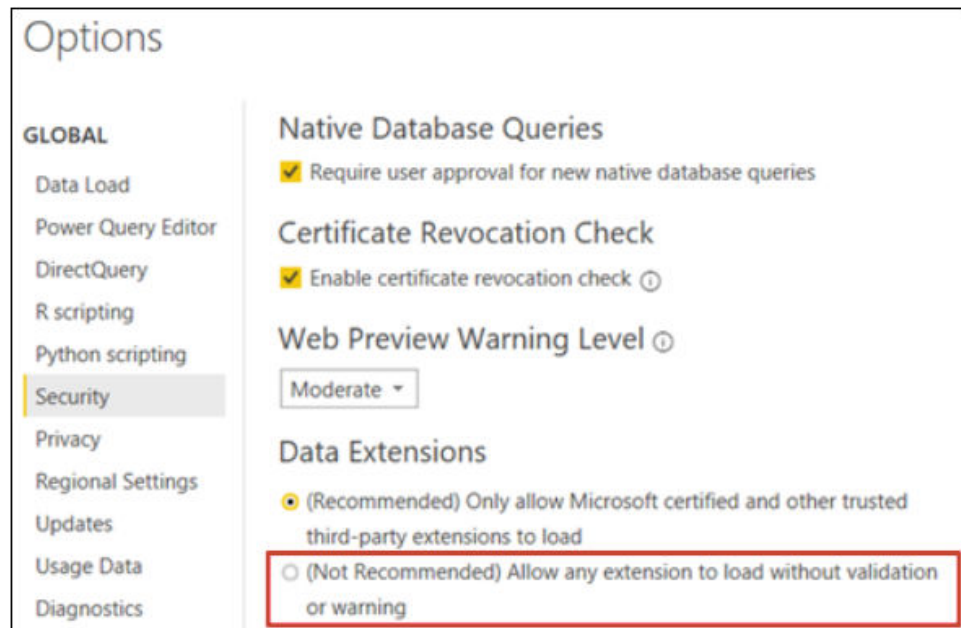 Options
GLOBAL
Data Load
Power Query Editor
DirectQuery
R scripting
Python scripting
Security
Privacy
Regional Settings
Updates
Usage Data
Diagnostics
Native Database Queries
Require user approval for new native database queries
Certificate Revocation Check
Enable certificate revocation check
Web Preview Warning Level
Moderate
Data Extensions
(Recommended) Only allow Microsoft certified and other trusted
third-party extensions to load
(Not Recommended) Allow any extension to load without validation
or warning